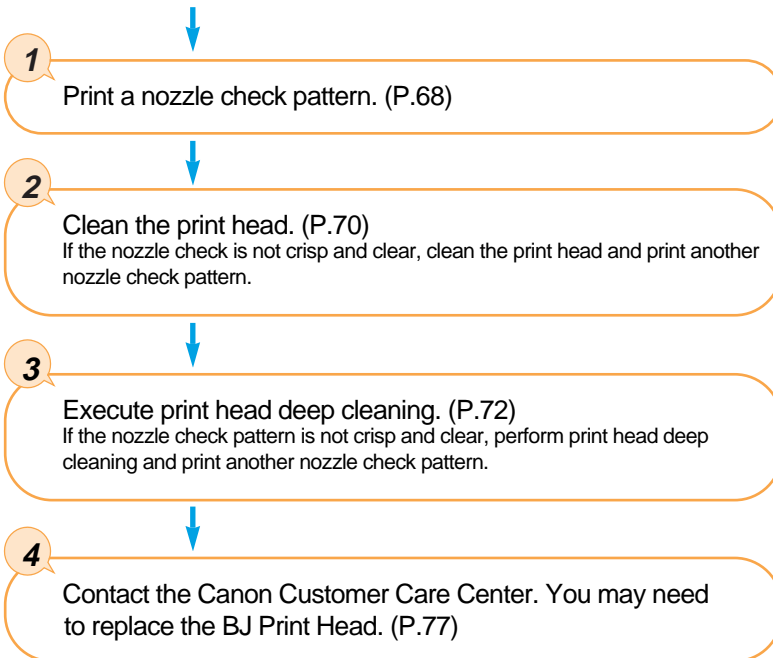 1
Print a nozzle check pattern. (P.68)
2
Clean the print head. (P.70)
If the nozzle check is not crisp and clear, clean the print head and print another
nozzle check pattern.
3
Execute print head deep cleaning. (P.72)
If the nozzle check pattern is not crisp and clear, perform print head deep
cleaning and print another nozzle check pattern.
4
Contact the Canon Customer Care Center. You may need
to replace the BJ Print Head. (P.77)